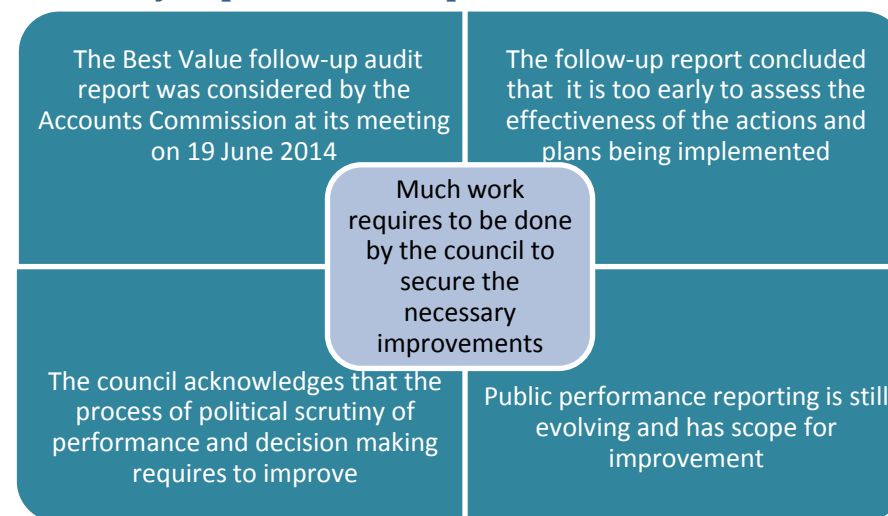 The Best Value follow-up audit
report was considered by the
Accounts Commission at its meeting
on 19 June 2014
The follow-up report concluded
that it is too early to assess the
effectiveness of the actions and
plans being implemented
Much work
requires to be done
by the council to
secure the
necessary
improvements
The council acknowledges that the
process of political scrutiny of
performance and decision making
requires to improve
Public performance reporting is still
evolving and has scope for
improvement